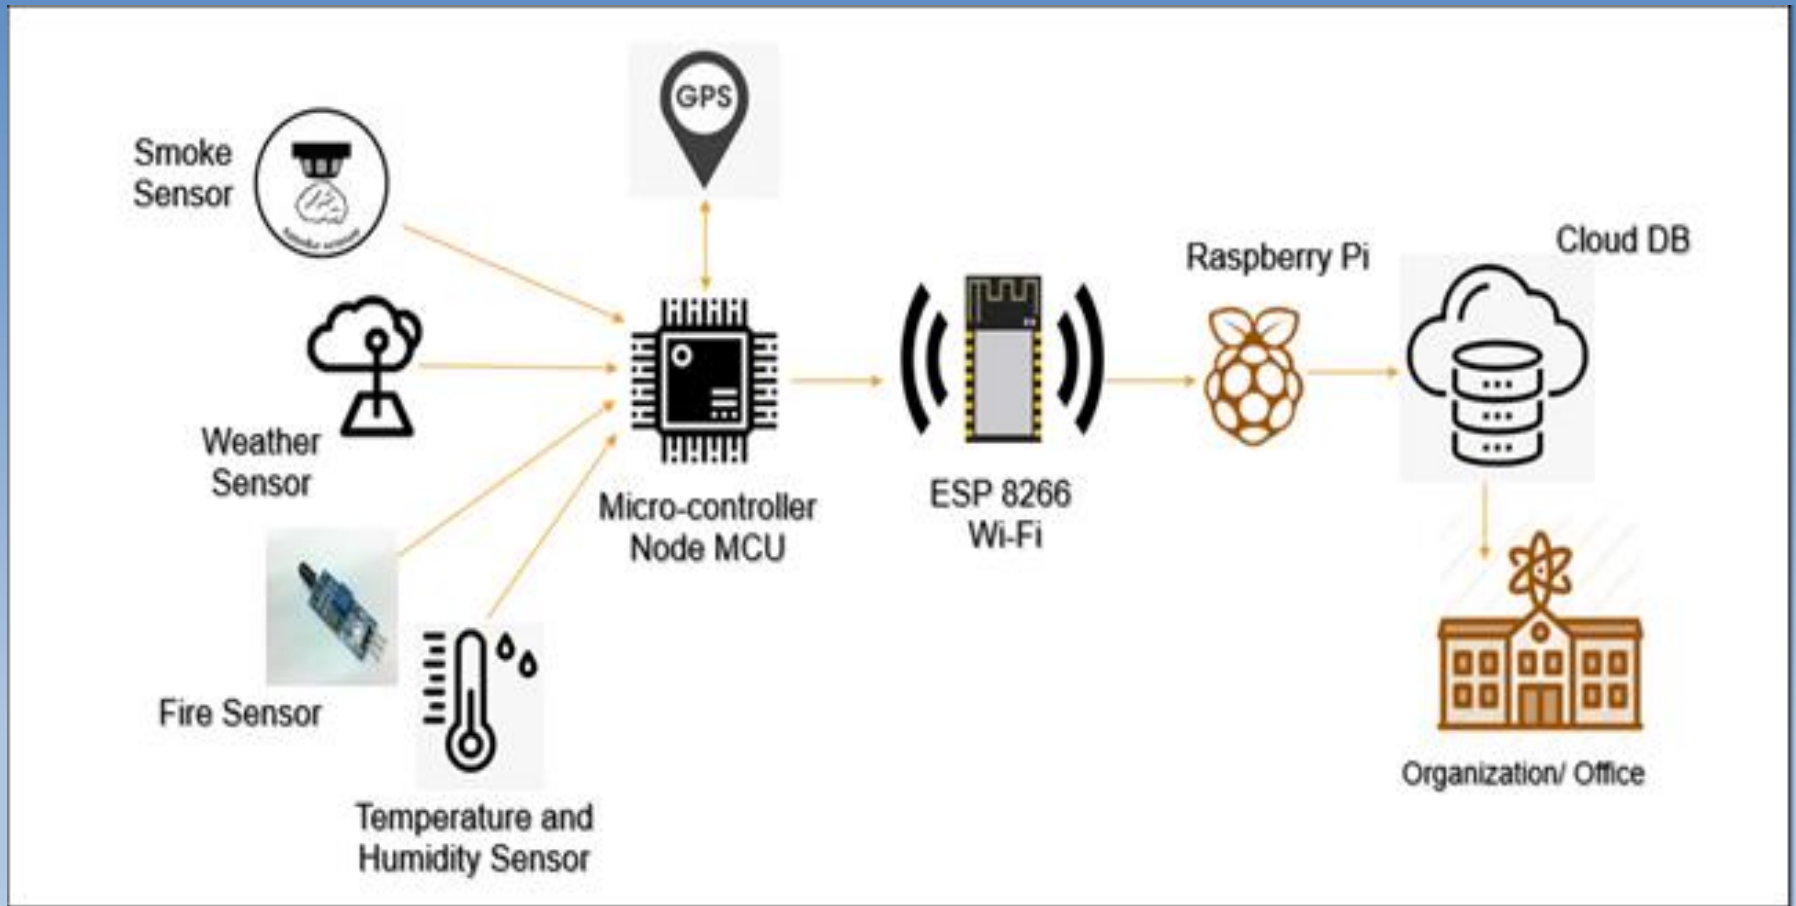 GPS
Smoke
Sensor
Cloud DB
Raspberry Pi
Weather
Sensor
Micro-controller
Node MCU
ESP 8266
Wi-Fi
Fire Sensor
Organization/ Office
Temperature and
Humidity Sensor